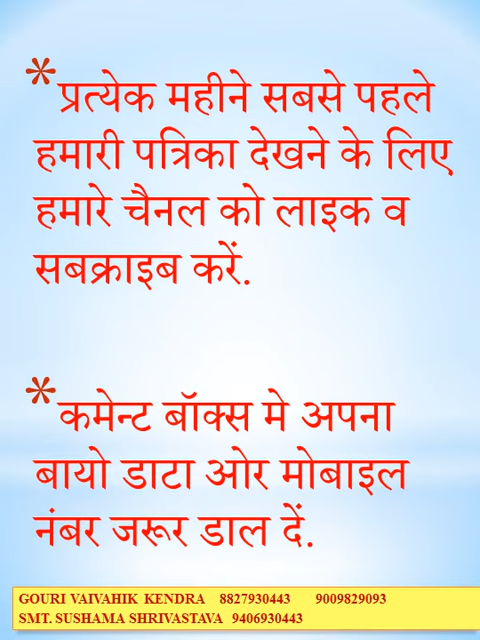 * प्रत्येक महीने सबसे पहले
हमारी पत्रिका देखने के लिए
हमारे चैनल को लाइक व
सबक्राइब करें.
* कमेन्ट बॉक्स मे अपना
बायो डाटा ओर मोबाइल
नंबर जरूर डाल दें.
GOURI VAIVAHIK KENDRA 8827930443 9009829093
SMT. SUSHAMA SHRIVASTAVA 9406930443